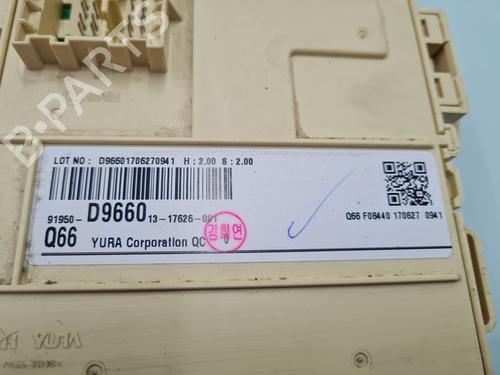 B-PARTS
LOT NO : D96601706270941 H : 2.00 S : 2.00
91950- D9660 13-17626-001
Q66 YURA Corporation QC
김희연
Q66 F08440 170627 0941
YURA